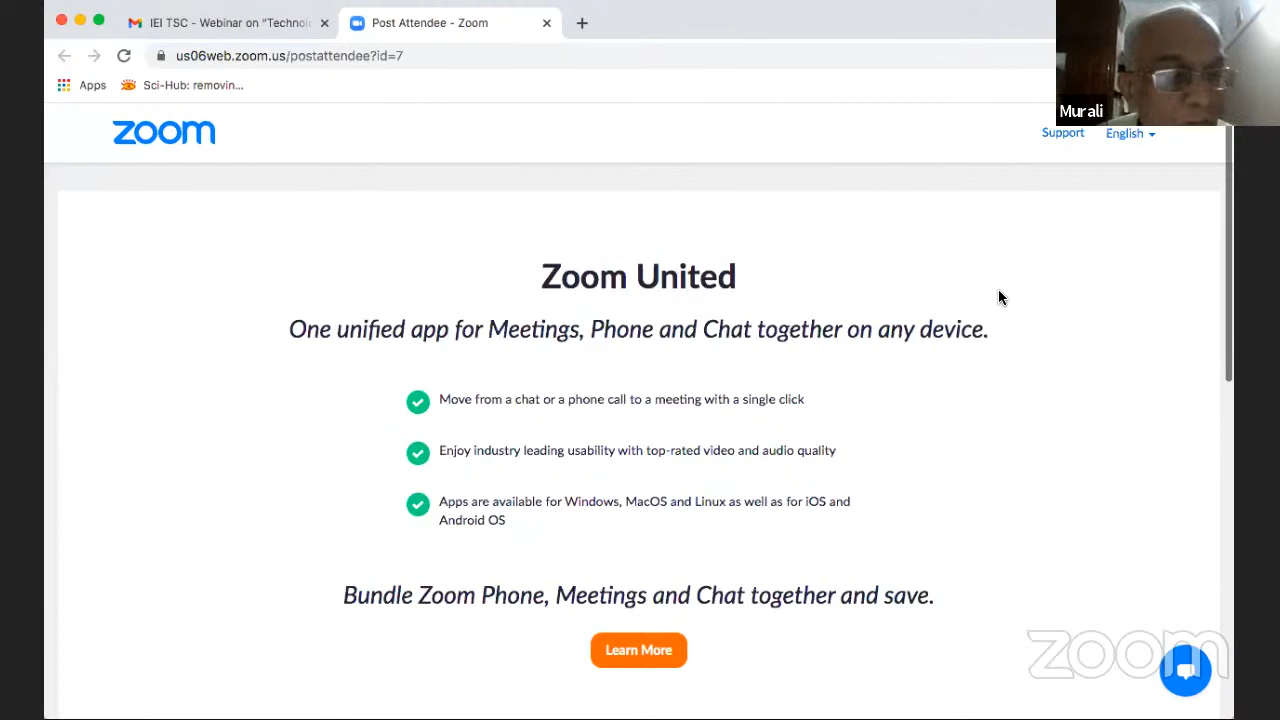 IEI TSC - Webinar on "Technol
Post Attendee - Zoom
us06web.zoom.us/postattendee?id=7
Apps
Sci-Hub: removin...
Murali
zoom
Support
English
Zoom United
One unified app for Meetings, Phone and Chat together on any device.
Move from a chat or a phone call to a meeting with a single click
Enjoy industry leading usability with top-rated video and audio quality
Apps are available for Windows, MacOS and Linux as well as for iOS and
Android OS
Bundle Zoom Phone, Meetings and Chat together and save.
Learn More
zoom